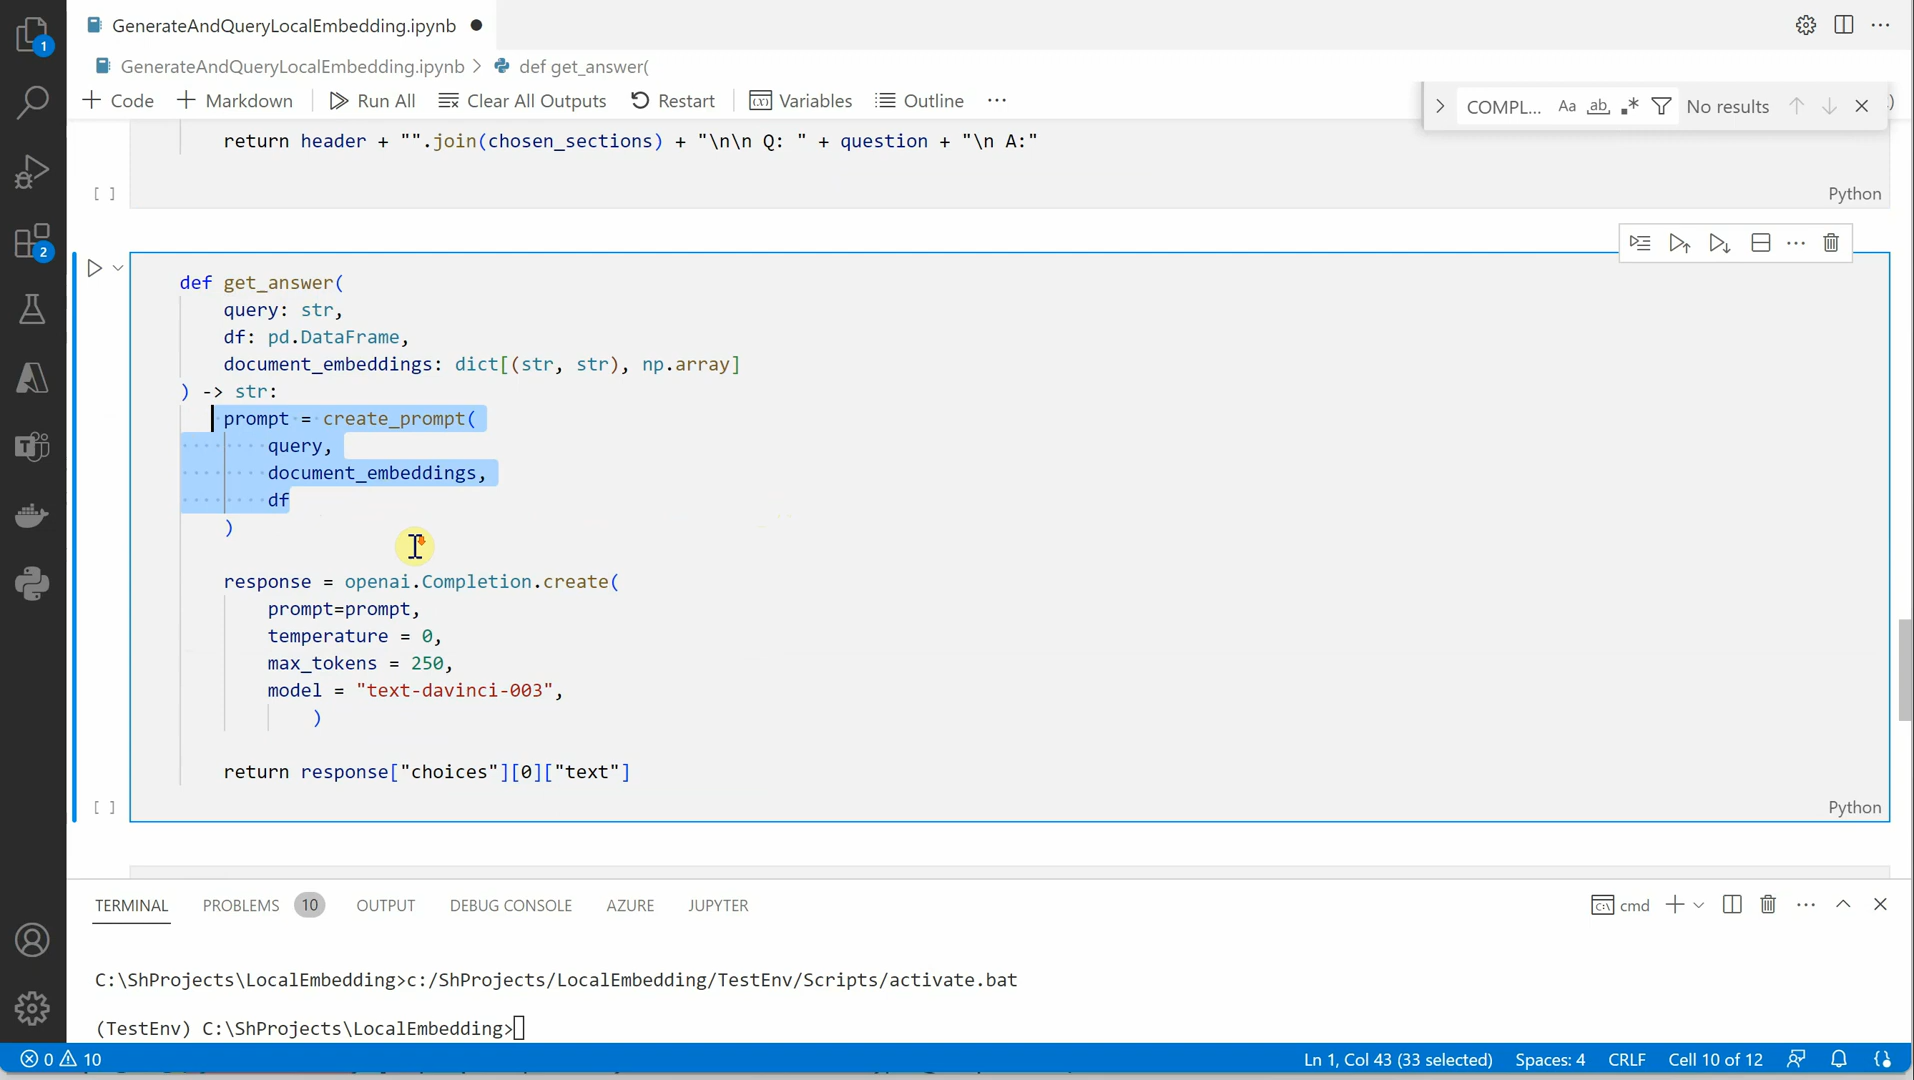 GenerateAndQueryLocalEmbedding.ipynb
1
GenerateAndQueryLocalEmbedding.ipynb > def get_answer(
Code Markdown Run All Clear All Outputs Restart Variables Outline ...
COMPL... Aa ab .* No results
return header + "".join(chosen_sections) + "\n\n Q: " + question + "\n A:"
[ ] Python
2
def get_answer(
query: str,
df: pd.DataFrame,
document_embeddings: dict[(str, str), np.array]
) -> str:
prompt = create_prompt(
query,
document_embeddings,
df
)
response = openai.Completion.create(
prompt=prompt,
temperature = 0,
max_tokens = 250,
model = "text-davinci-003",
)
return response["choices"][0]["text"]
[ ] Python
TERMINAL PROBLEMS 10 OUTPUT DEBUG CONSOLE AZURE JUPYTER cmd
C:\ShProjects\LocalEmbedding>c:/ShProjects/LocalEmbedding/TestEnv/Scripts/activate.bat
(TestEnv) C:\ShProjects\LocalEmbedding>
0 10 Ln 1, Col 43 (33 selected) Spaces: 4 CRLF Cell 10 of 12